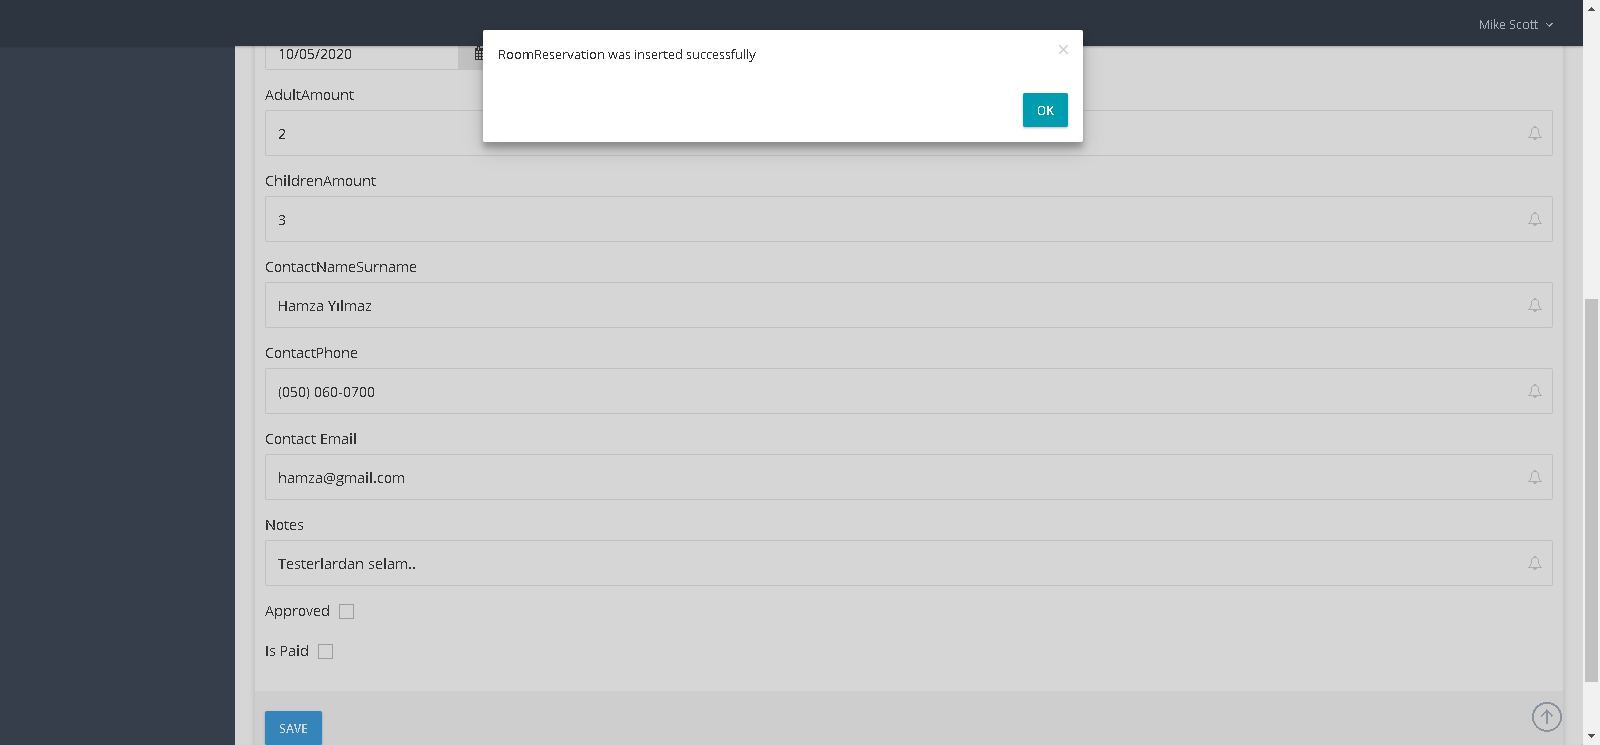 Mike Scott
RoomReservation was inserted successfully
×
OK
10/05/2020
AdultAmount
2
ChildrenAmount
3
ContactNameSurname
Hamza Yılmaz
ContactPhone
(050) 060-0700
Contact Email
hamza@gmail.com
Notes
Testerlardan selam..
Approved
Is Paid
SAVE